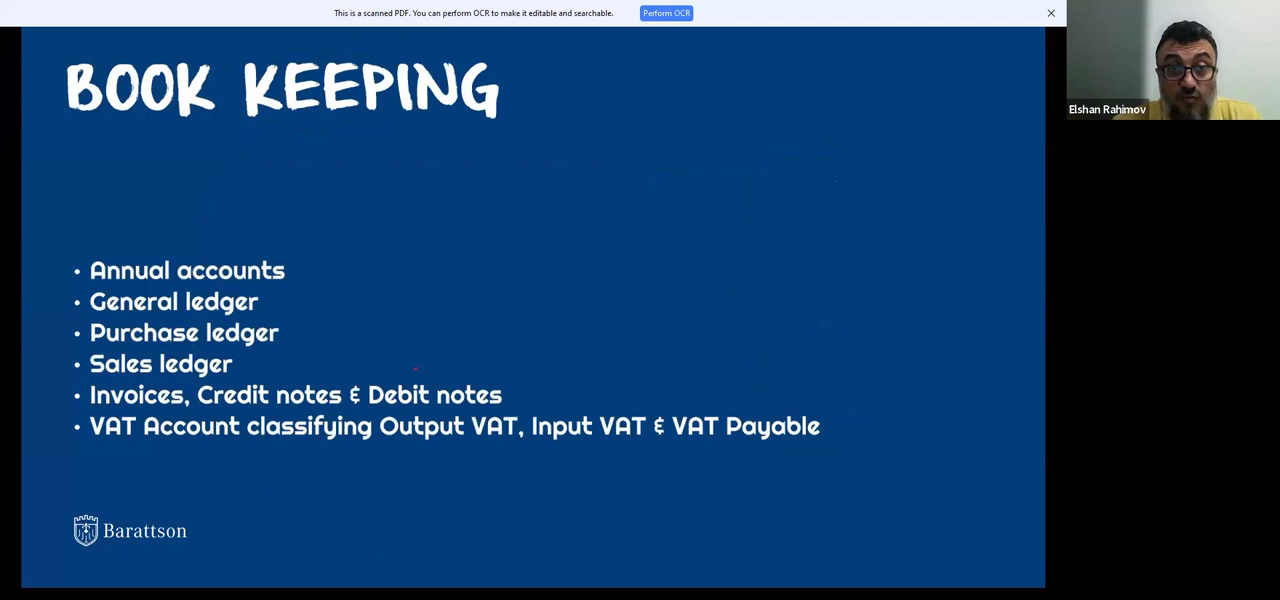 This is a scanned PDF. You can perform OCR to make it editable and searchable.
Perform OCR
BOOK KEEPING
Elshan Rahimov
• Annual accounts
• General ledger
• Purchase ledger
• Sales ledger
• Invoices, Credit notes & Debit notes
• VAT Account classifying Output VAT, Input VAT & VAT Payable
Barattson